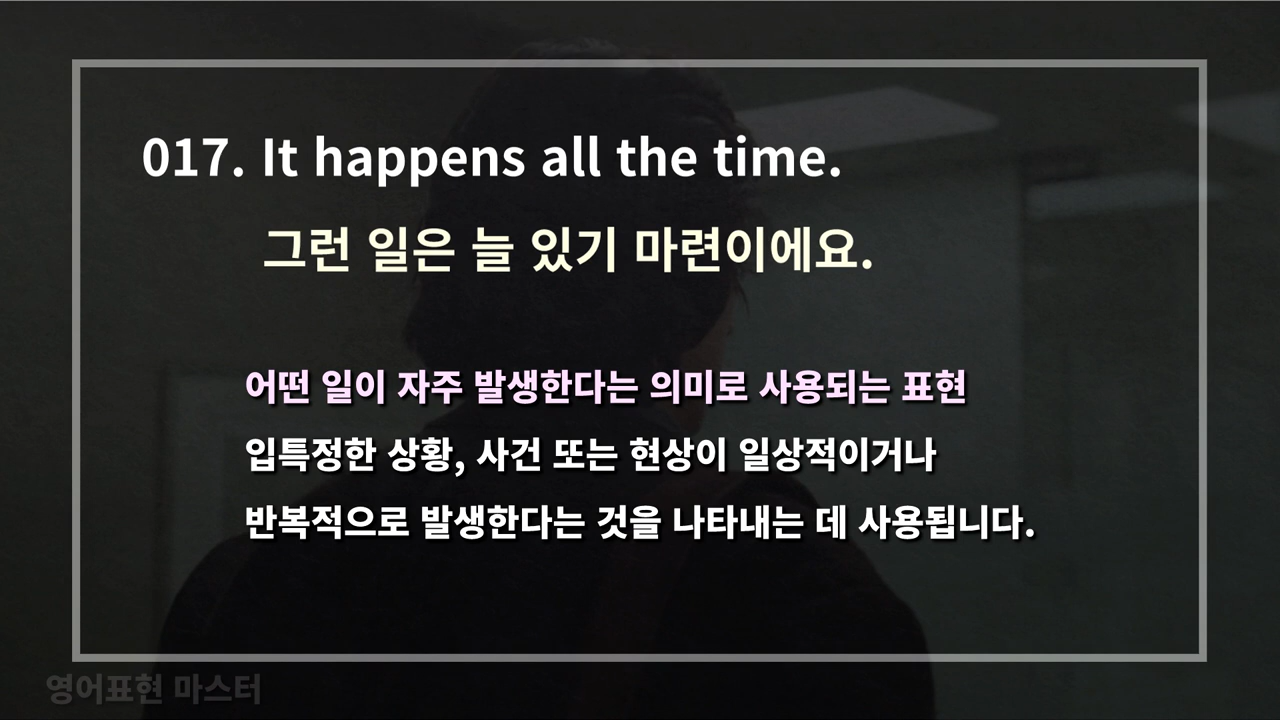 017. It happens all the time.
그런 일은 늘 있기 마련이에요.
어떤 일이 자주 발생한다는 의미로 사용되는 표현
입특정한 상황, 사건 또는 현상이 일상적이거나
반복적으로 발생한다는 것을 나타내는 데 사용됩니다.
영어표현 마스터